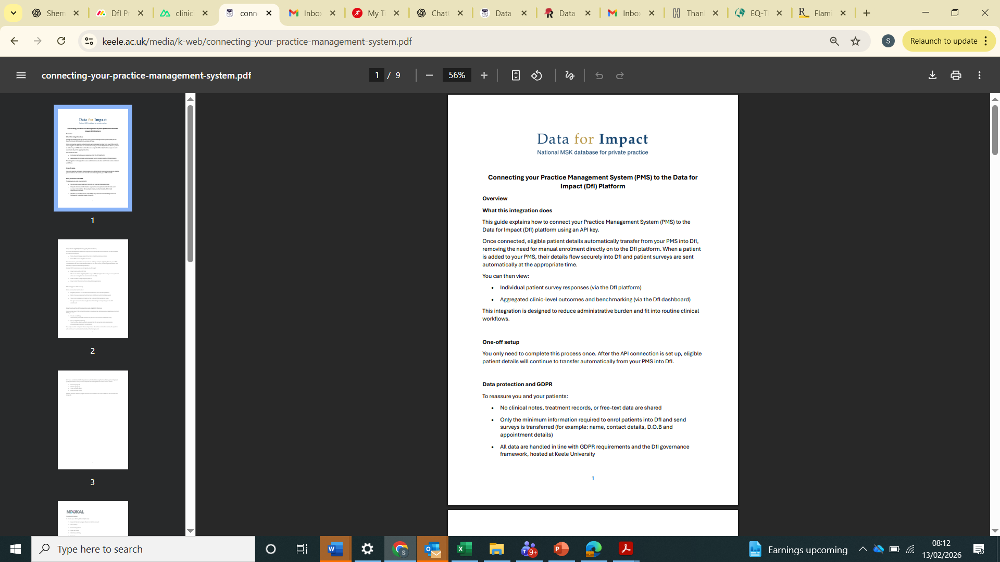 Shem
DfI Pr
clinic
conn
Inbo
My T
Chat
Data
Data
Inbo
Than
EQ-T
Flami
keele.ac.uk/media/k-web/connecting-your-practice-management-system.pdf
S
Relaunch to update
connecting-your-practice-management-system.pdf
1 / 9
56%
1
2
3
NOOKAL
Data for Impact
National MSK database for private practice
Connecting your Practice Management System (PMS) to the Data for
Impact (DfI) Platform
Overview
What this integration does
This guide explains how to connect your Practice Management System (PMS) to the
Data for Impact (DfI) platform using an API key.
Once connected, eligible patient details automatically transfer from your PMS into DfI,
removing the need for manual enrolment directly on to the DfI platform. When a patient
is added to your PMS, their details flow securely into DfI and patient surveys are sent
automatically at the appropriate time.
You can then view:
• Individual patient survey responses (via the DfI platform)
• Aggregated clinic-level outcomes and benchmarking (via the DfI dashboard)
This integration is designed to reduce administrative burden and fit into routine clinical
workflows.
One-off setup
You only need to complete this process once. After the API connection is set up, eligible
patient details will continue to transfer automatically from your PMS into DfI.
Data protection and GDPR
To reassure you and your patients:
• No clinical notes, treatment records, or free-text data are shared
• Only the minimum information required to enrol patients into DfI and send
surveys is transferred (for example: name, contact details, D.O.B and
appointment details)
• All data are handled in line with GDPR requirements and the DfI governance
framework, hosted at Keele University
1
Type here to search
9+
Earnings upcoming
08:12
13/02/2026